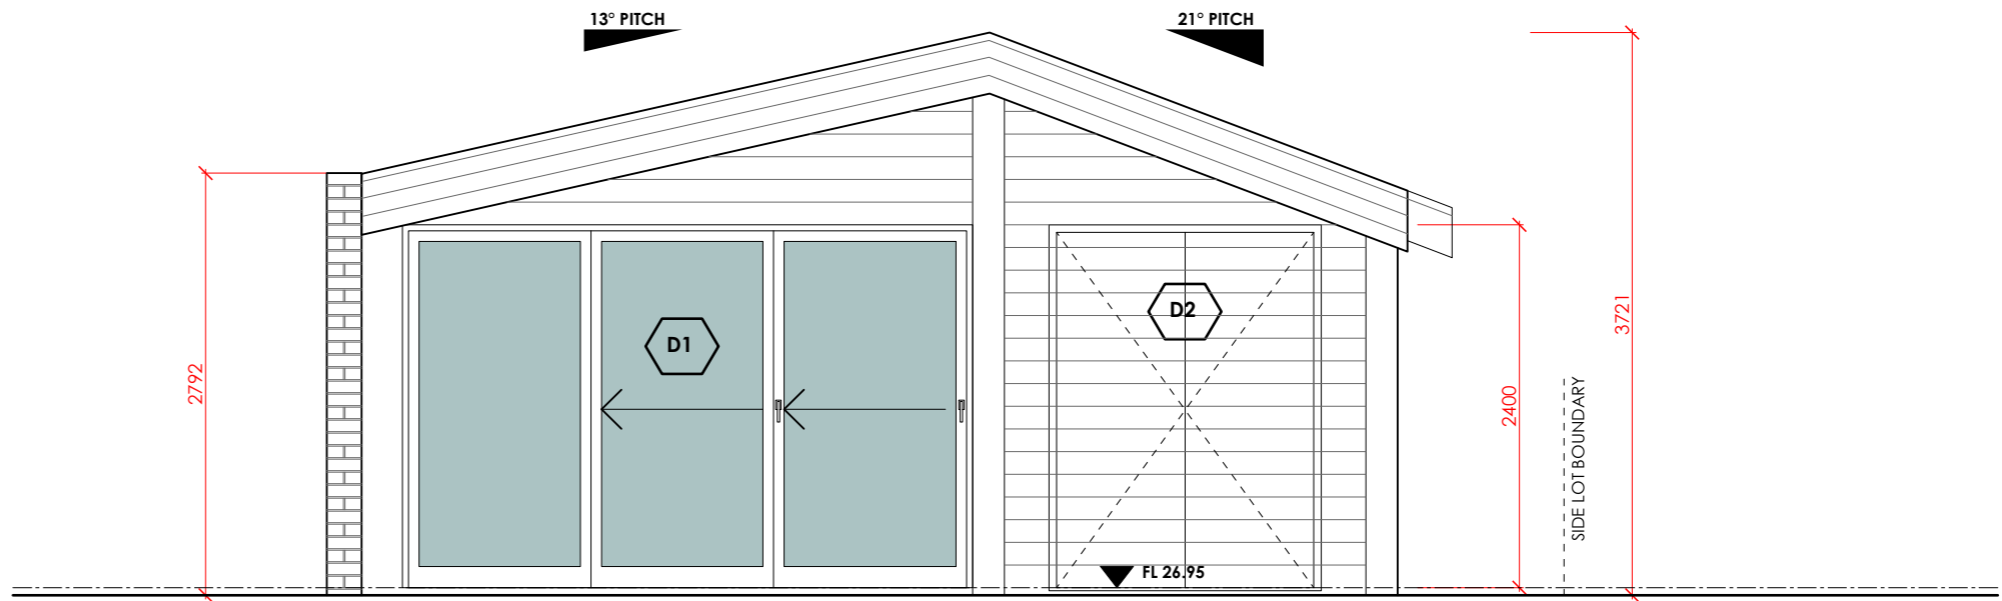 13° PITCH
21° PITCH
2792
D1
D2
FL 26.95
2400
SIDE LOT BOUNDARY
3721